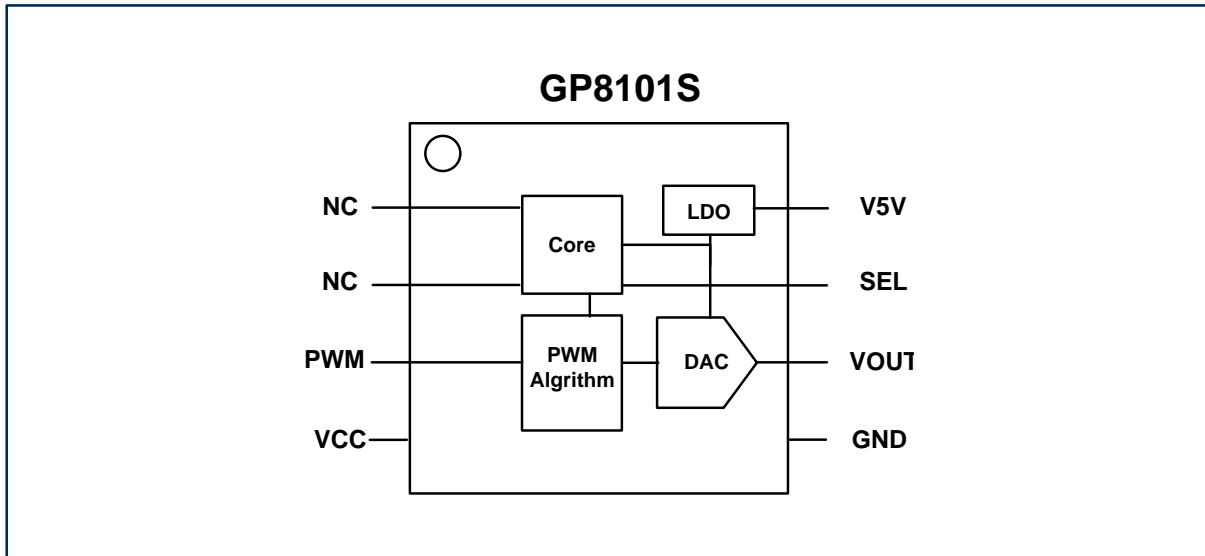 GP8101S
NC
LDO
V5V
Core
NC
SEL
PWM
PWM
Algrithm
DAC
VOUT
VCC
GND